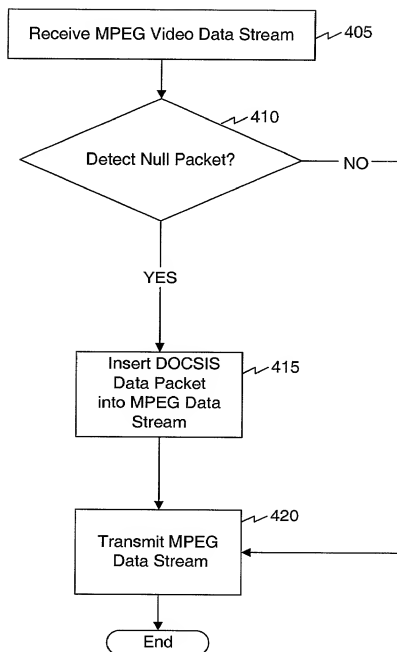 Receive MPEG Video Data Stream
405
410
Detect Null Packet?
NO
YES
Insert DOCSIS
Data Packet
into MPEG Data
Stream
415
420
Transmit MPEG
Data Stream
End